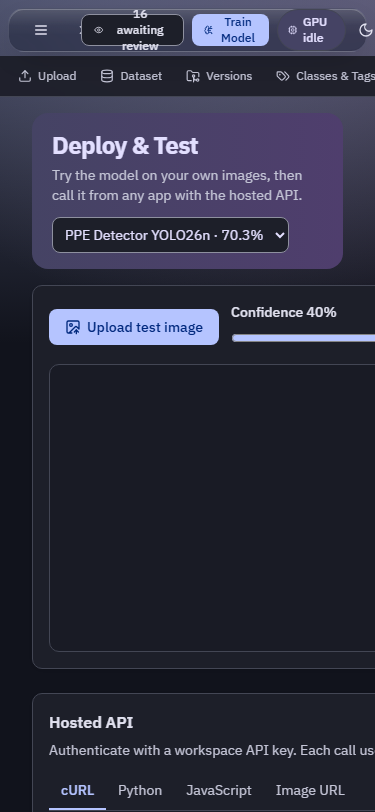 16
awaiting
review
Train
Model
GPU
idle
Upload
Dataset
Versions
Classes & Tags
Deploy & Test
Try the model on your own images, then
call it from any app with the hosted API.
PPE Detector YOLO26n · 70.3%
Upload test image
Confidence 40%
Hosted API
Authenticate with a workspace API key. Each call us
cURL
Python
JavaScript
Image URL